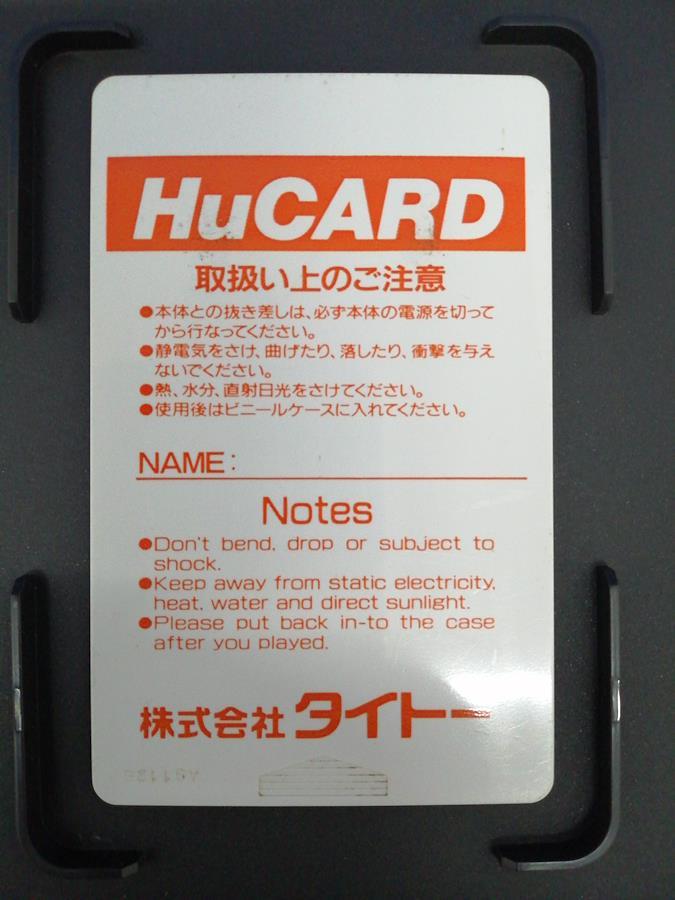 HuCARD
取扱い上のご注意
●本体との抜き差しは、必ず本体の電源を切って
から行なってください。
●静電気をさけ、曲げたり、落したり、衝撃を与え
ないでください。
●熱、水分、直射日光をさけてください。
●使用後はビニールケースに入れてください。
NAME:
Notes
●Don't bend, drop or subject to
shock.
●Keep away from static electricity,
heat, water and direct sunlight.
●Please put back in-to the case
after you played.
株式会社 タイトー